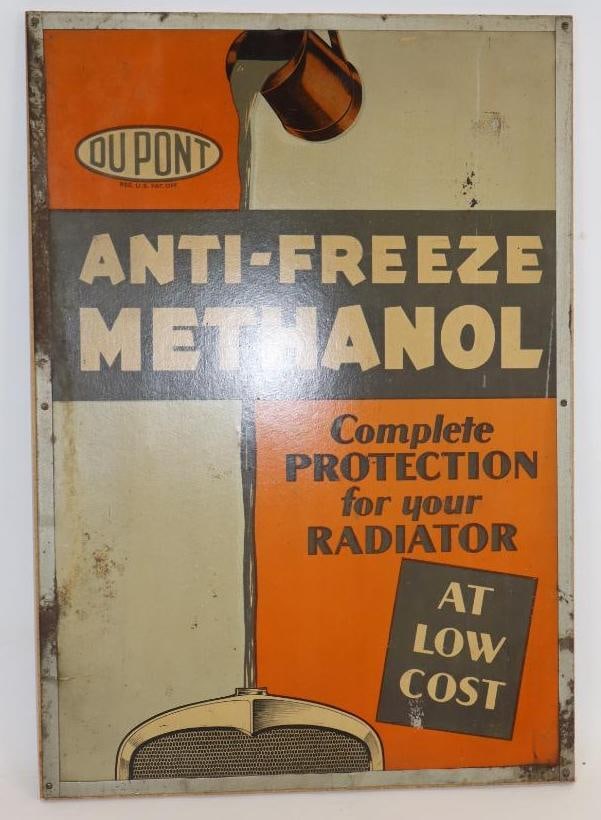 DU PONT
REG. U.S. PAT. OFF.
ANTI-FREEZE
METHANOL
Complete
PROTECTION
for your
RADIATOR
AT
LOW
COST